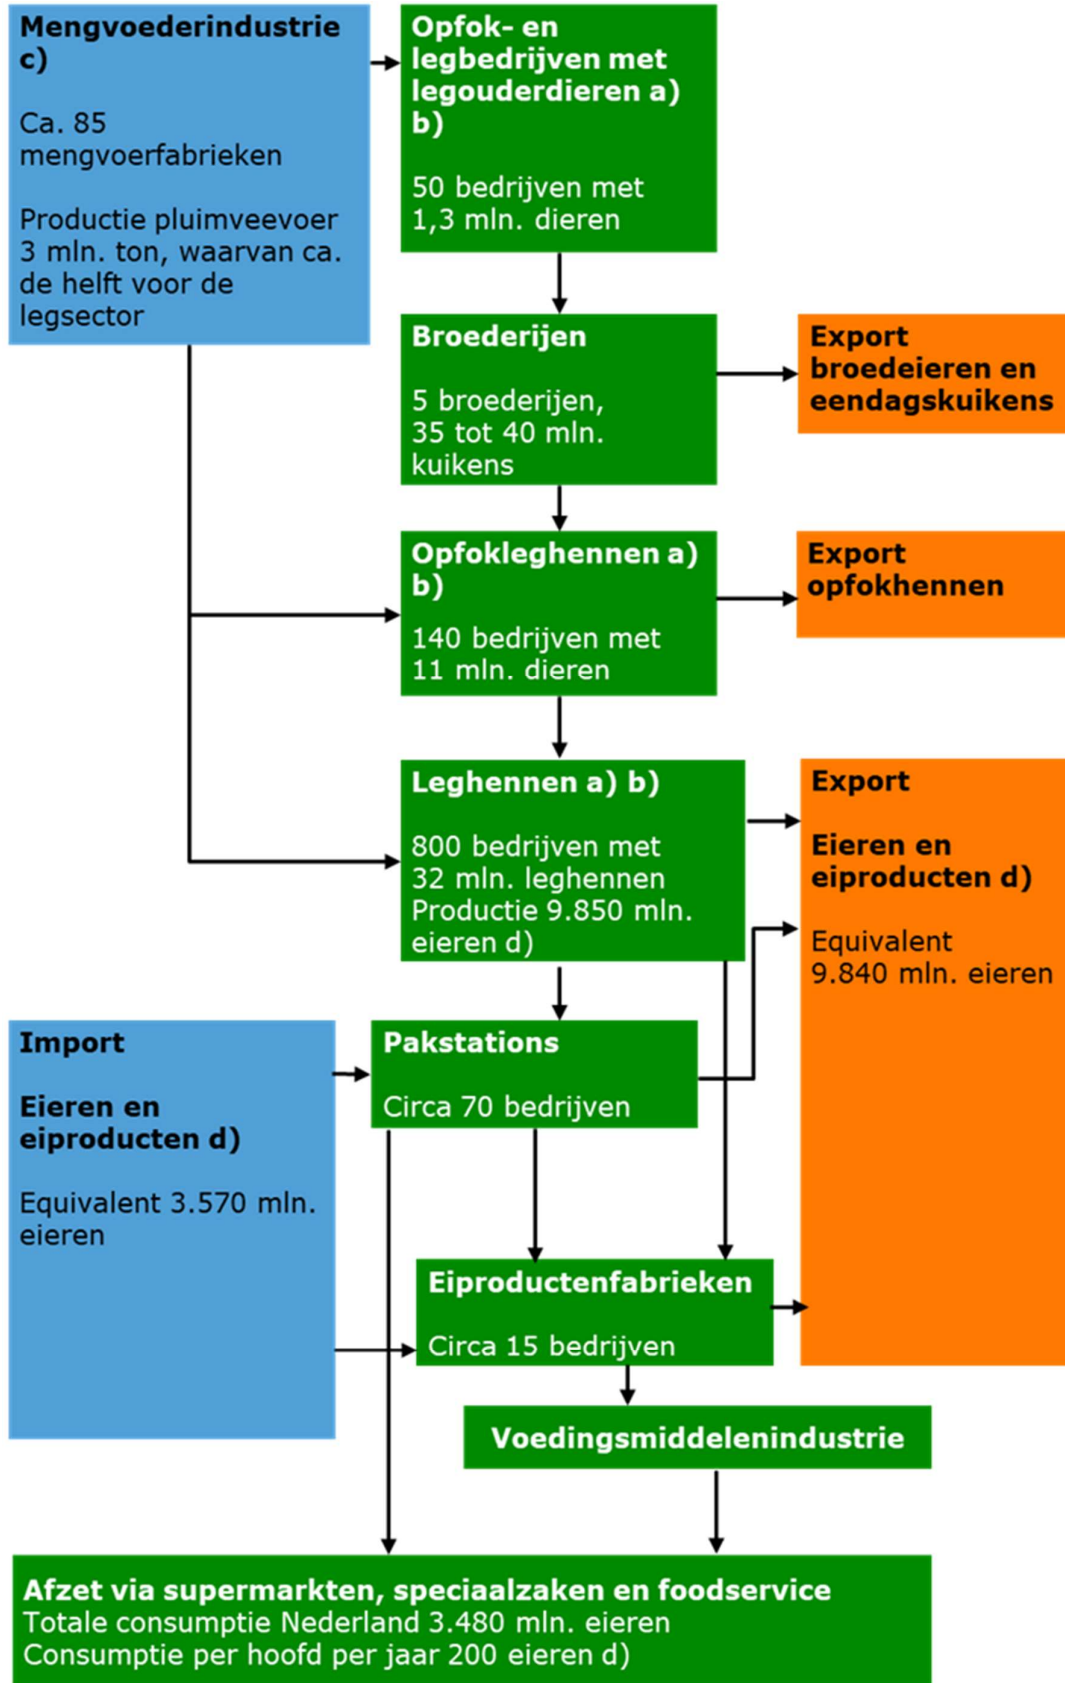 Mengvoederindustrie
c)
Ca. 85
mengvoerfabrieken
Productie pluimveevoer
3 mln. ton, waarvan ca.
de helft voor de
legsector
Opfok- en
legbedrijven met
legouderdieren a)
b)
50 bedrijven met
1,3 mln. dieren
Broederijen
5 broederijen,
35 tot 40 mln.
kuikens
Export
broedeieren en
eendagskuikens
Opfokleghennen a)
b)
140 bedrijven met
11 mln. dieren
Export
opfokhennen
Leghennen a) b)
800 bedrijven met
32 mln. leghennen
Productie 9.850 mln.
eieren d)
Export
Eieren en
eiproducten d)
Equivalent
9.840 mln. eieren
Import
Eieren en
eiproducten d)
Equivalent 3.570 mln.
eieren
Pakstations
Circa 70 bedrijven
Eiproductenfabrieken
Circa 15 bedrijven
Voedingsmiddelenindustrie
Afzet via supermarkten, speciaalzaken en foodservice
Totale consumptie Nederland 3.480 mln. eieren
Consumptie per hoofd per jaar 200 eieren d)